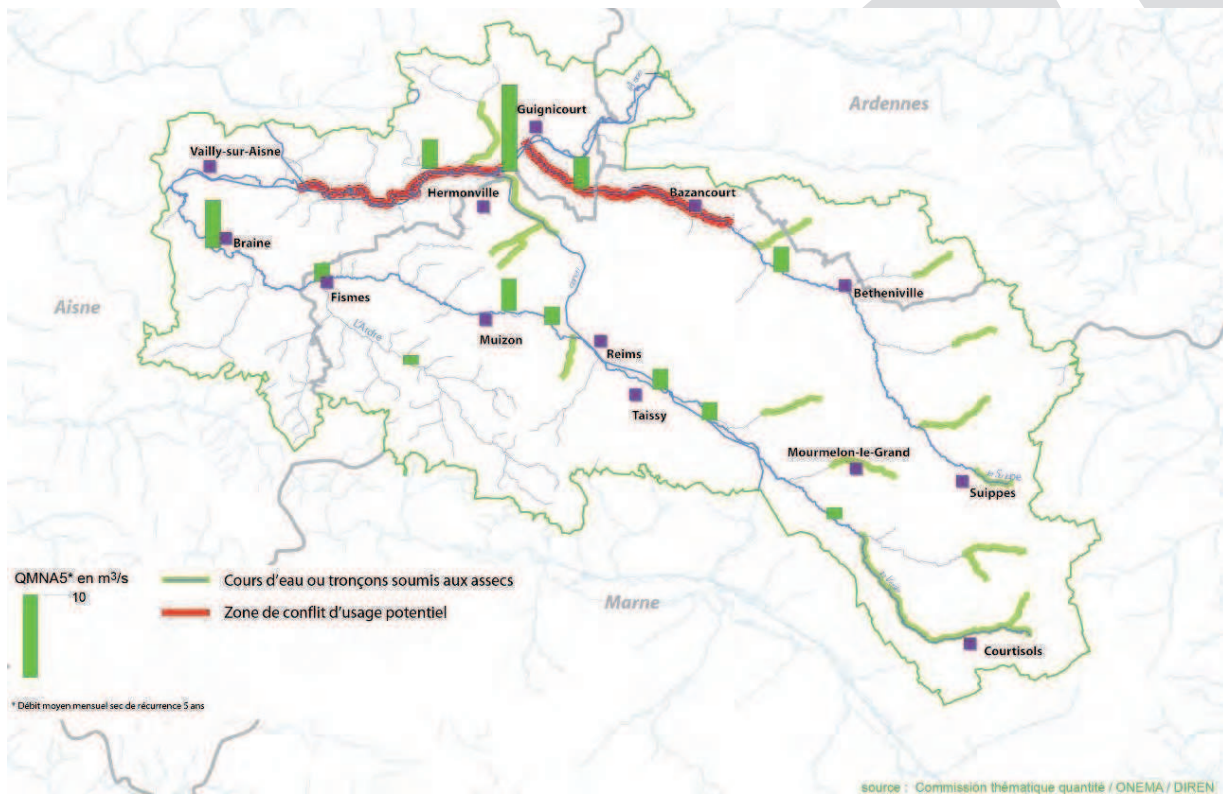 Ardennes
Guignicourt
Vailly-sur-Aisne
Hermonville
Bazancourt
Braine
Betheniville
Fismes
Aisne
L'Ardre
Muizon
Reims
Taissy
Mourmelon-le-Grand
Suippes
QMNA5* en m³/s
10
Cours d'eau ou tronçons soumis aux assecs
Zone de conflit d'usage potentiel
Marne
Courtisols
* Débit moyen mensuel sec de récurrence 5 ans
source : Commission thématique quantité / ONEMA / DIREN